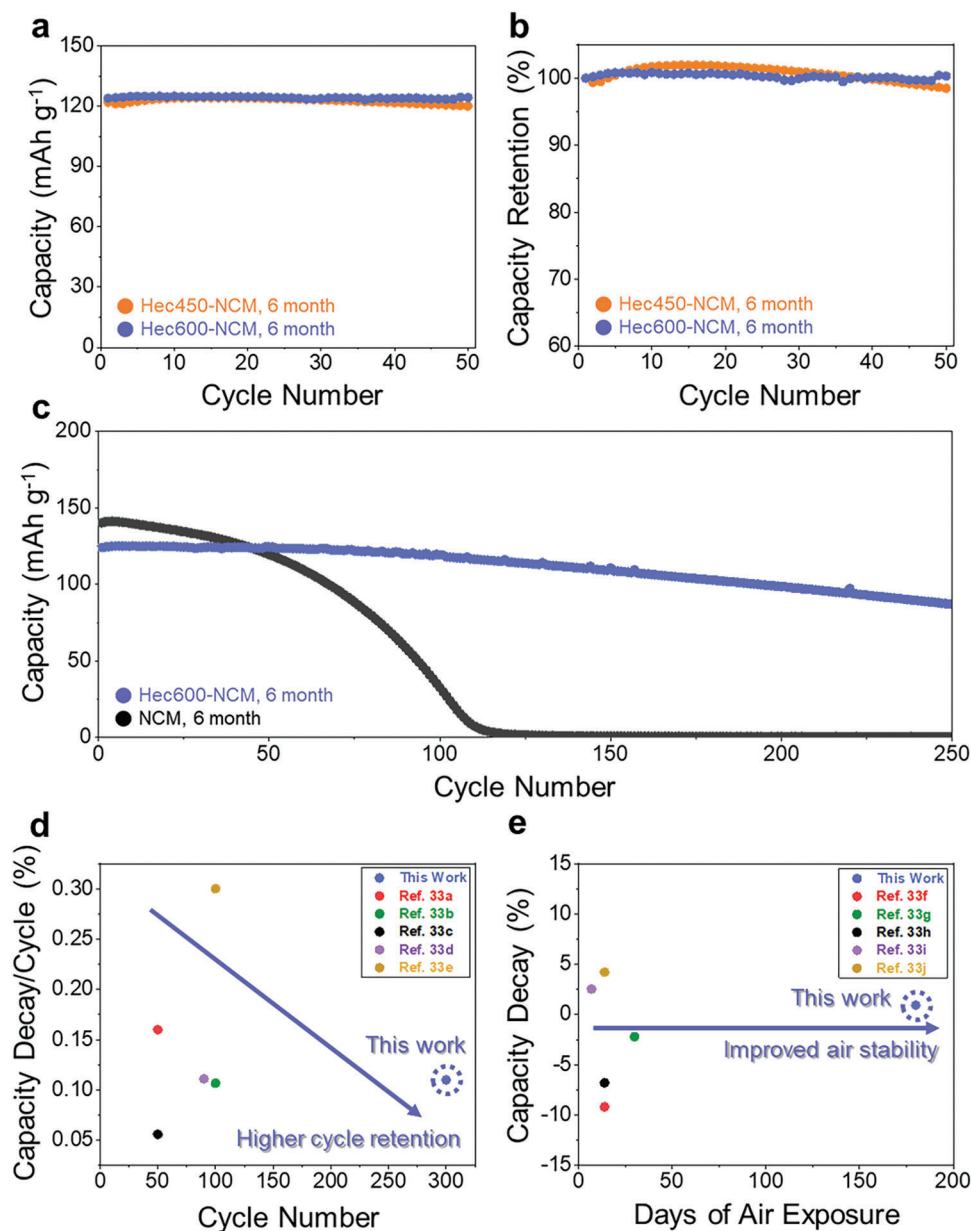 a
Capacity (mAh g⁻¹)
150
120
90
60
30
0
Hec450-NCM, 6 month
Hec600-NCM, 6 month
0 10 20 30 40 50
Cycle Number
b
Capacity Retention (%)
100
90
80
70
60
Hec450-NCM, 6 month
Hec600-NCM, 6 month
0 10 20 30 40 50
Cycle Number
c
Capacity (mAh g⁻¹)
200
150
100
50
0
Hec600-NCM, 6 month
NCM, 6 month
0 50 100 150 200 250
Cycle Number
d
Capacity Decay/Cycle (%)
0.30
0.25
0.20
0.15
0.10
0.05
This Work
Ref. 33a
Ref. 33b
Ref. 33c
Ref. 33d
Ref. 33e
This work
Higher cycle retention
0 50 100 150 200 250 300
Cycle Number
e
Capacity Decay (%)
15
10
5
0
-5
-10
-15
This Work
Ref. 33f
Ref. 33g
Ref. 33h
Ref. 33i
Ref. 33j
This work
Improved air stability
0 50 100 150 200
Days of Air Exposure